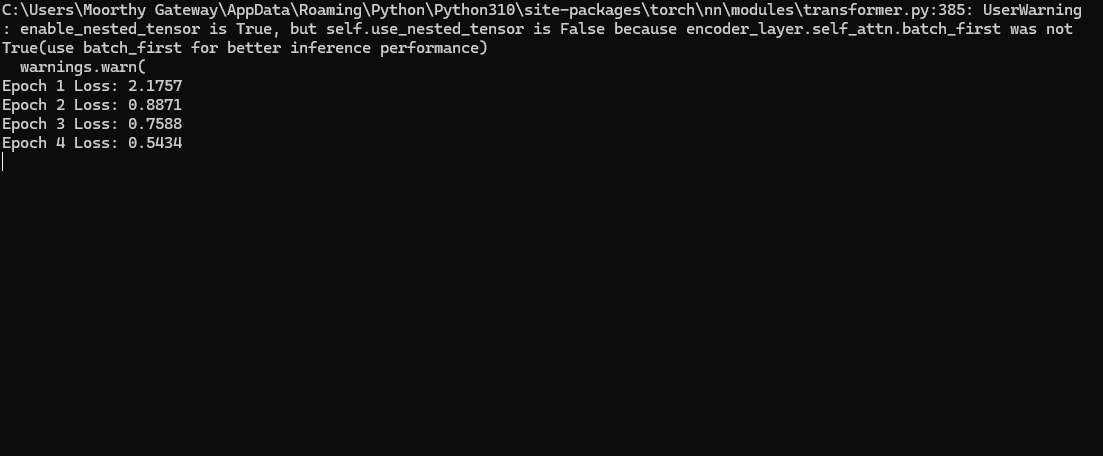 C:\Users\Moorthy Gateway\AppData\Roaming\Python\Python310\site-packages\torch\nn\modules\transformer.py:385: UserWarning
: enable_nested_tensor is True, but self.use_nested_tensor is False because encoder_layer.self_attn.batch_first was not
True(use batch_first for better inference performance)
  warnings.warn(
Epoch 1 Loss: 2.1757
Epoch 2 Loss: 0.8871
Epoch 3 Loss: 0.7588
Epoch 4 Loss: 0.5434